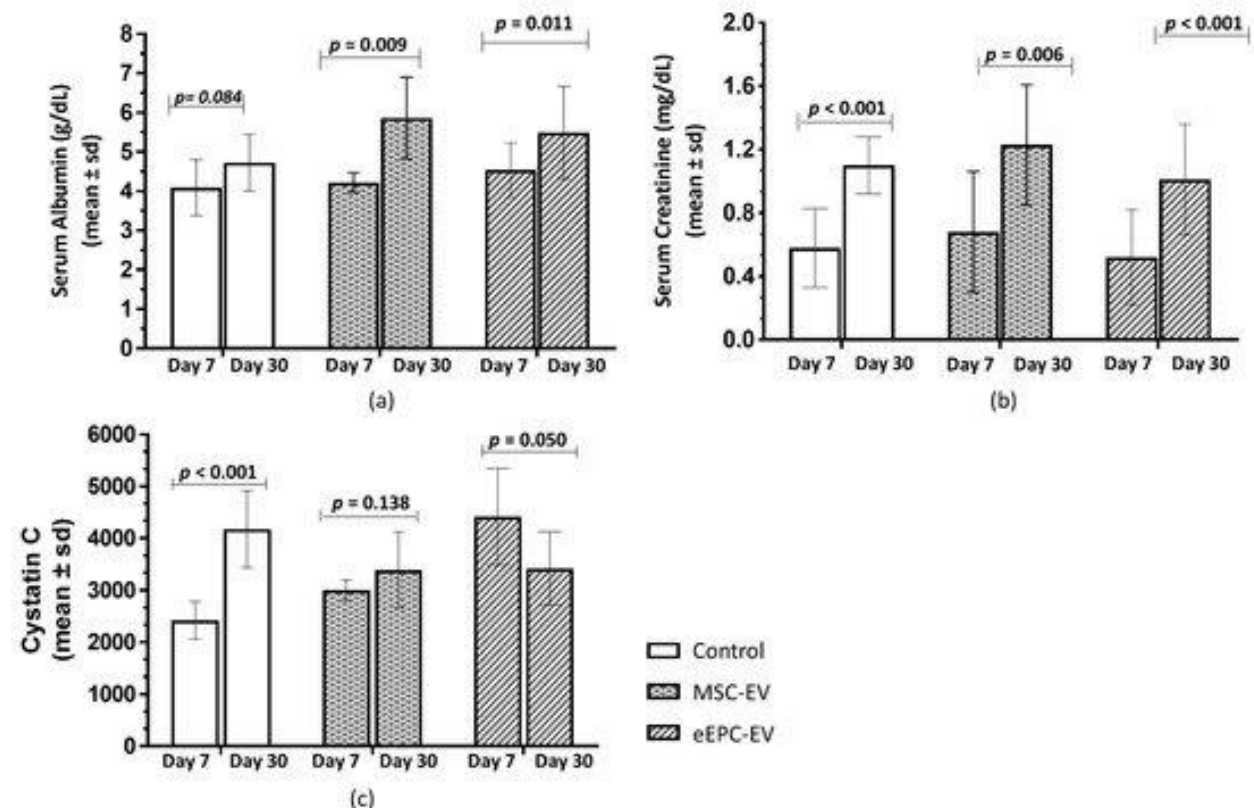 Serum Albumin (g/dL)
(mean ± sd)
8
7
6
5
4
3
2
1
0
p= 0.084
p = 0.009
p = 0.011
Day 7 Day 30 Day 7 Day 30 Day 7 Day 30
(a)
Serum Creatinine (mg/dL)
(mean ± sd)
2.0
1.6
1.2
0.8
0.4
0.0
p < 0.001
p = 0.006
p < 0.001
Day 7 Day 30 Day 7 Day 30 Day 7 Day 30
(b)
Cystatin C
(mean ± sd)
6000
5000
4000
3000
2000
1000
0
p < 0.001
p = 0.138
p = 0.050
Day 7 Day 30 Day 7 Day 30 Day 7 Day 30
(c)
Control
MSC-EV
eEPC-EV